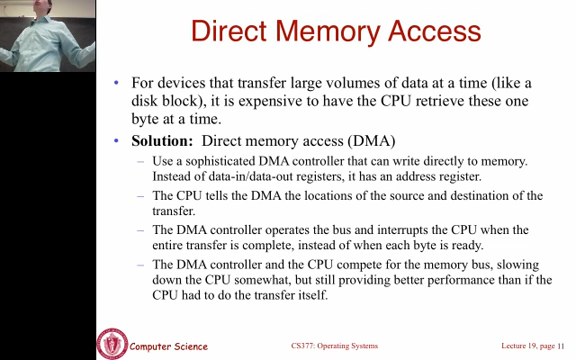 Direct Memory Access
• For devices that transfer large volumes of data at a time (like a
disk block), it is expensive to have the CPU retrieve these one
byte at a time.
• Solution: Direct memory access (DMA)
– Use a sophisticated DMA controller that can write directly to memory.
Instead of data-in/data-out registers, it has an address register.
– The CPU tells the DMA the locations of the source and destination of the
transfer.
– The DMA controller operates the bus and interrupts the CPU when the
entire transfer is complete, instead of when each byte is ready.
– The DMA controller and the CPU compete for the memory bus, slowing
down the CPU somewhat, but still providing better performance than if the
CPU had to do the transfer itself.
Computer Science
CS377: Operating Systems
Lecture 19, page 11